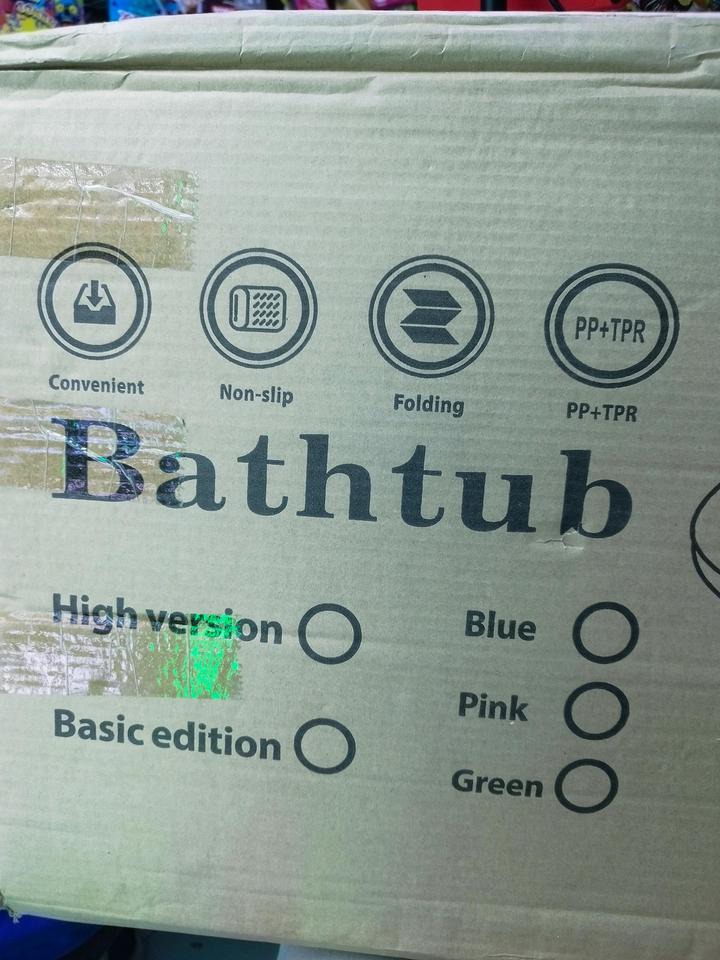 PP+TPR
Convenient Non-slip Folding PP+TPR
Bathtub
High version Blue
Pink
Basic edition
Green